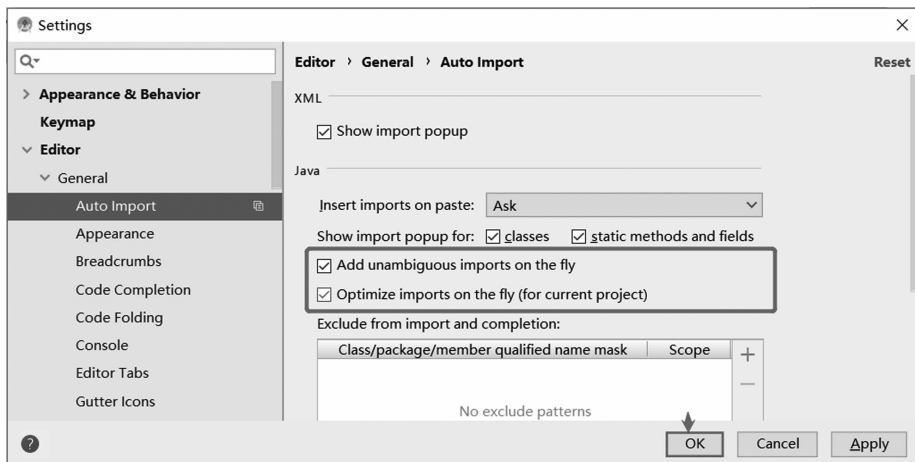 Settings
Editor › General › Auto Import
Reset
Appearance & Behavior
Keymap
Editor
General
Auto Import
Appearance
Breadcrumbs
Code Completion
Code Folding
Console
Editor Tabs
Gutter Icons
XML
Show import popup
Java
Insert imports on paste: Ask
Show import popup for: classes static methods and fields
Add unambiguous imports on the fly
Optimize imports on the fly (for current project)
Exclude from import and completion:
Class/package/member qualified name mask Scope
No exclude patterns
? OK Cancel Apply